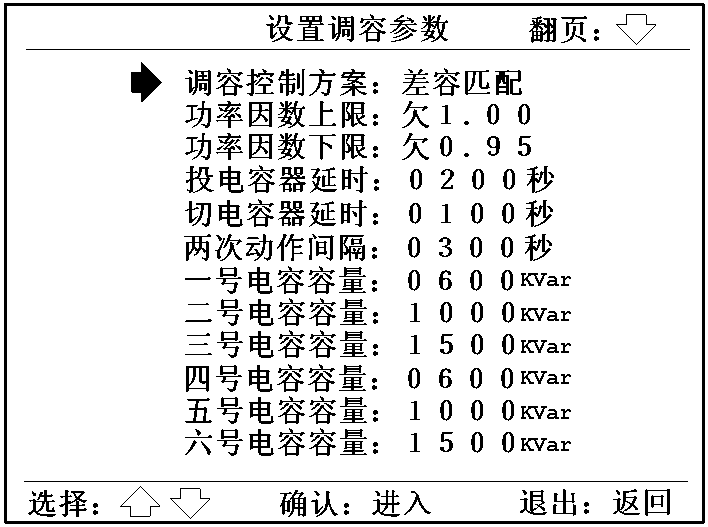 设置调容参数 翻页：
调容控制方案：差容匹配
功率因数上限：欠1.00
功率因数下限：欠0.95
投电容器延时：0200秒
切电容器延时：0100秒
两次动作间隔：0300秒
一号电容容量：0600KVar
二号电容容量：1000KVar
三号电容容量：1500KVar
四号电容容量：0600KVar
五号电容容量：1000KVar
六号电容容量：1500KVar
选择： 确认：进入 退出：返回